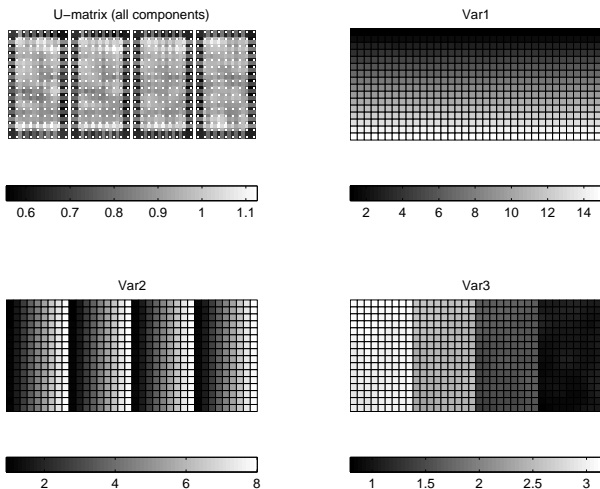 U−matrix (all components)
Var1
0.6 0.7 0.8 0.9 1 1.1
2 4 6 8 10 12 14
Var2
Var3
2 4 6 8
1 1.5 2 2.5 3